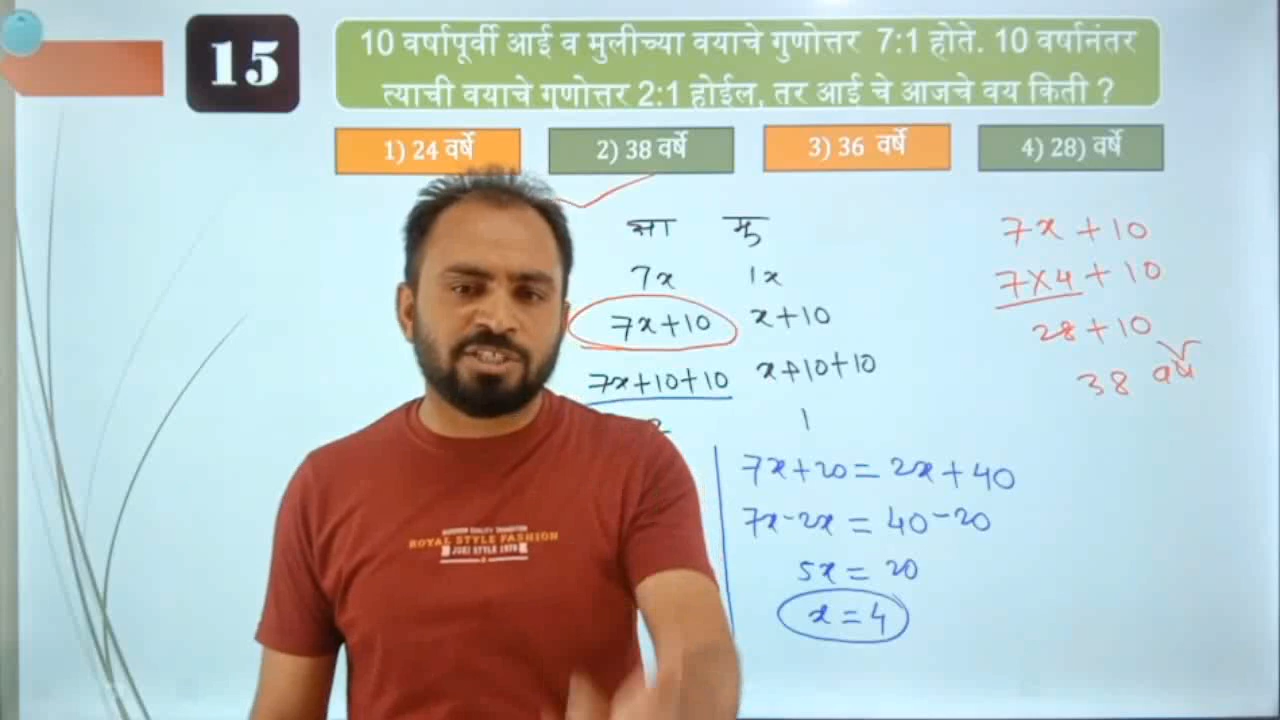 15
10 वर्षापूर्वी आई व मुलीच्या वयाचे गुणोत्तर 7:1 होते. 10 वर्षानंतर
त्याची वयाचे गुणोत्तर 2:1 होईल, तर आई चे आजचे वय किती ?
1) 24 वर्षे
2) 38 वर्षे
3) 36 वर्षे
4) 28) वर्षे
मु
7x 1x
7x+10 x+10
7x+10+10 x+10+10
2 1
7x+20=2x+40
7x-2x=40-20
5x=20
x=4
7x+10
7×4+10
28+10
38 वर्षे
ROYAL STYLE FASHION